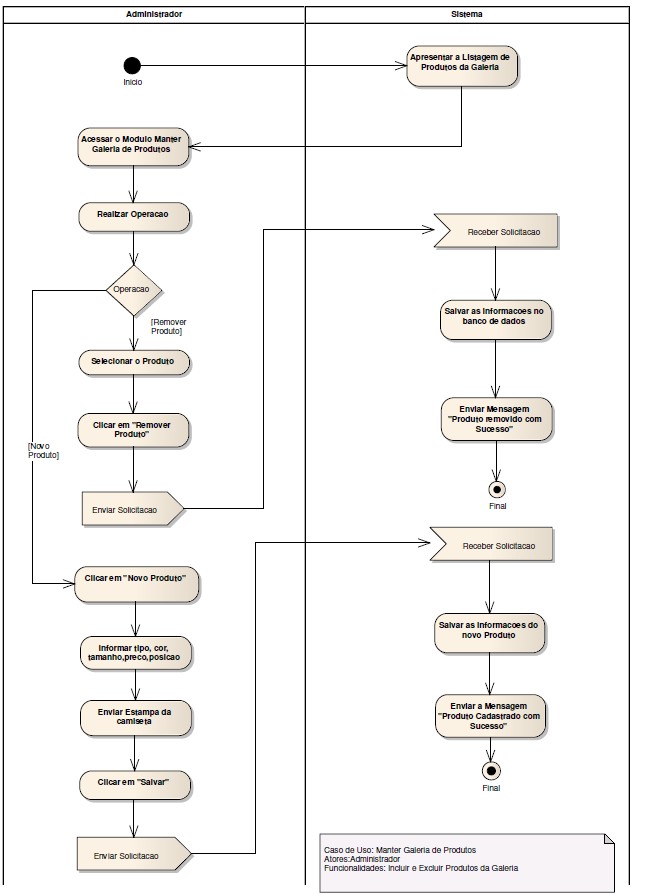 Administrador
Sistema
Inicio
Apresentar a Listagem de
Produtos da Galeria
Acessar o Modulo Manter
Galeria de Produtos
Realizar Operacao
Receber Solicitacao
Operacao
Salvar as Informacoes no
banco de dados
[Remover
Produto]
Selecionar o Produto
Clicar em "Remover
Produto"
Enviar Mensagem
"Produto removido com
Sucesso"
[Novo
Produto]
Enviar Solicitacao
Final
Receber Solicitacao
Clicar em "Novo Produto"
Salvar as Informacoes do
novo Produto
Informar tipo, cor,
tamanho,preco,posicao
Enviar Estampa da
camiseta
Enviar a Mensagem
"Produto Cadastrado com
Sucesso"
Clicar em "Salvar"
Final
Enviar Solicitacao
Caso de Uso: Manter Galeria de Produtos
Atores:Administrador
Funcionalidades: Incluir e Excluir Produtos da Galeria